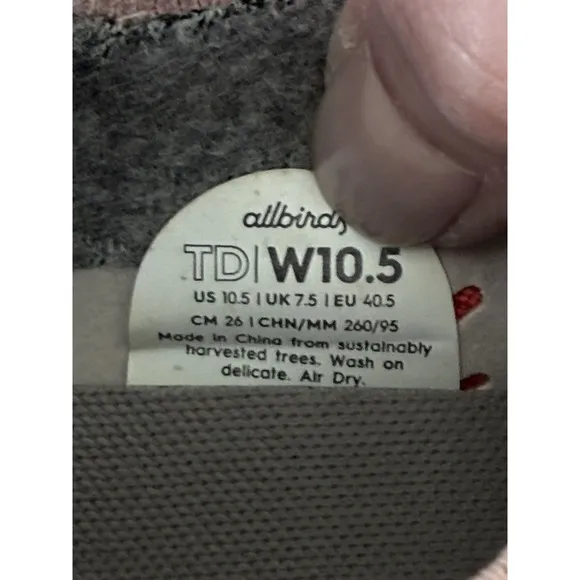 allbirds
TD | W10.5
US 10.5 | UK 7.5 | EU 40.5
CM 26 | CHN/MM 260/95
Made in China from sustainably
harvested trees. Wash on
delicate. Air Dry.